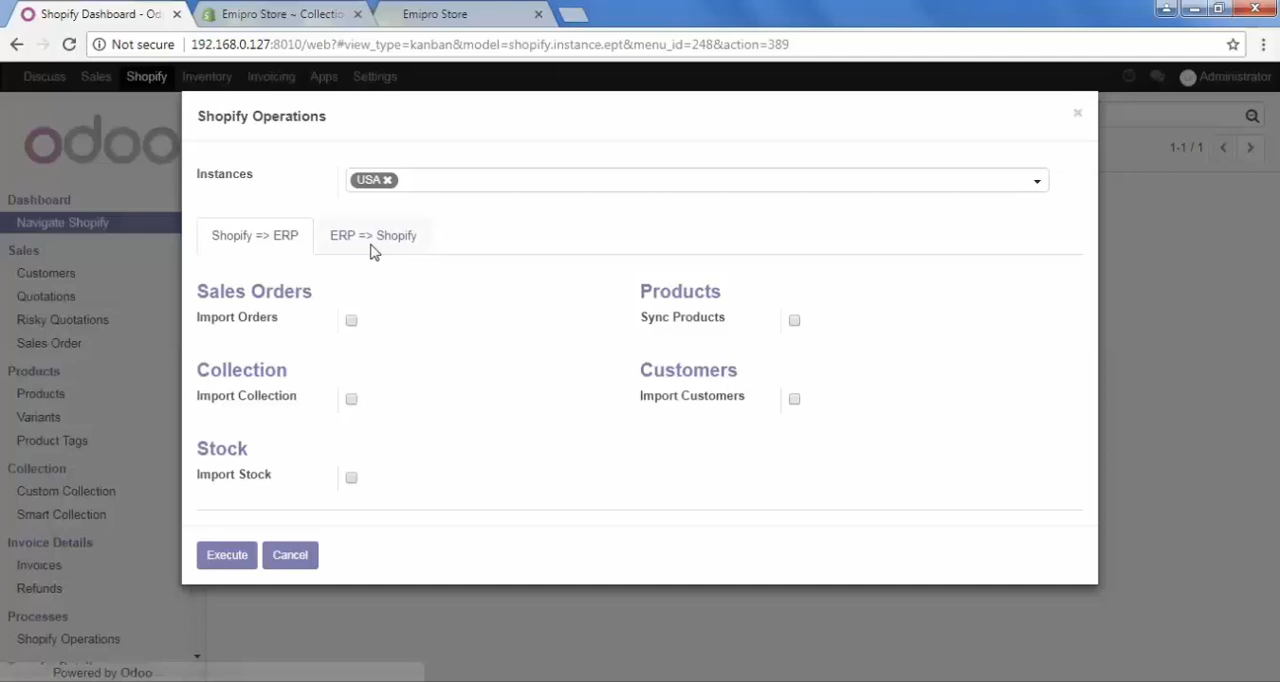 Shopify Dashboard - Od
Emipro Store ~ Collectio
Emipro Store
Not secure
192.168.0.127:8010/web?#view_type=kanban&model=shopify.instance.ept&menu_id=248&action=389
Discuss Sales Shopify Inventory Invoicing Apps Settings
Administrator
odoo
1-1 / 1
Dashboard
Navigate Shopify
Sales
Customers
Quotations
Risky Quotations
Sales Order
Products
Products
Variants
Product Tags
Collection
Custom Collection
Smart Collection
Invoice Details
Invoices
Refunds
Processes
Shopify Operations
Powered by Odoo
Shopify Operations
×
Instances
USA ✖
Shopify => ERP
ERP => Shopify
Sales Orders
Import Orders
Products
Sync Products
Collection
Import Collection
Customers
Import Customers
Stock
Import Stock
Execute
Cancel